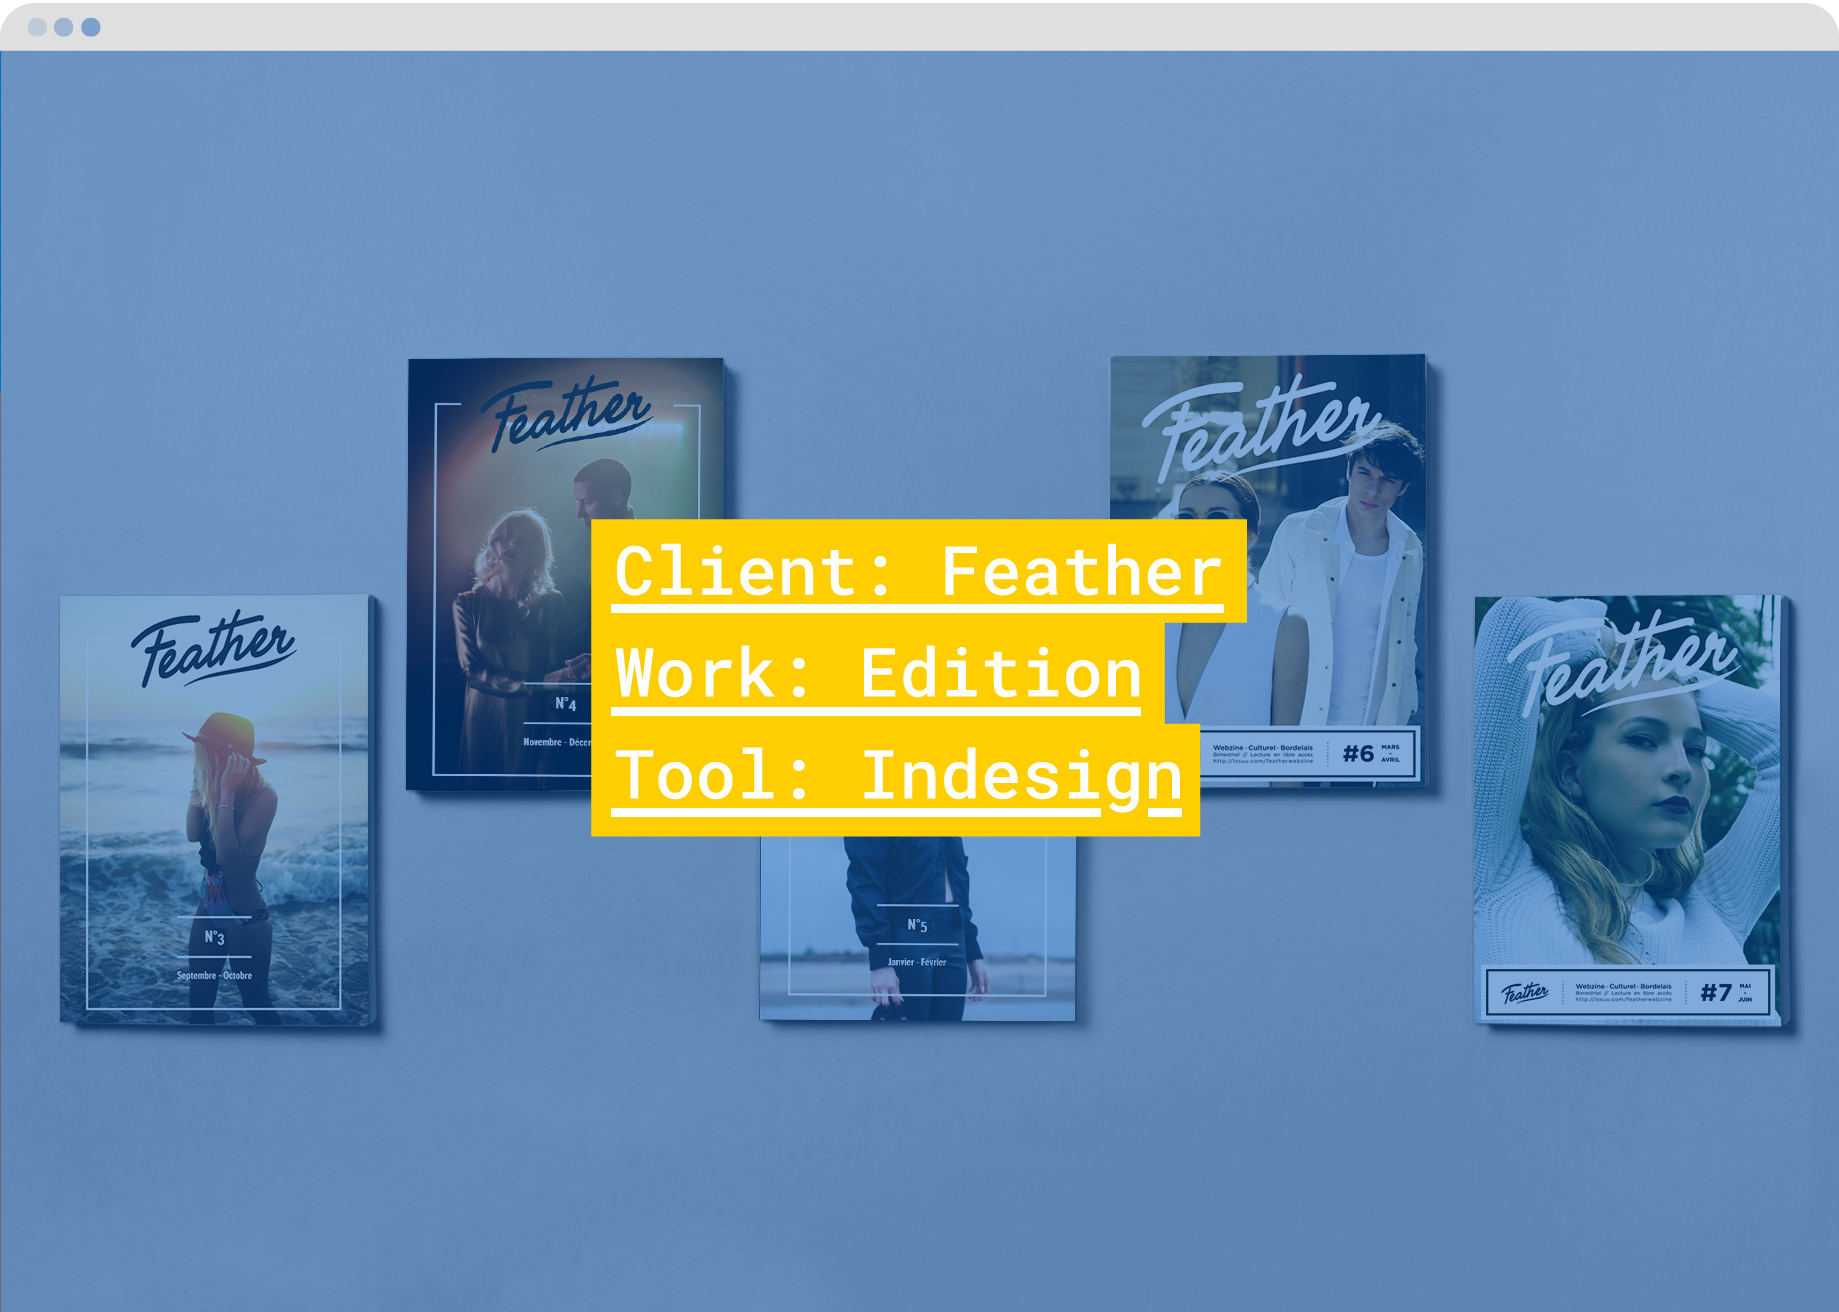 Feather
N°4
Novembre - Décem
Feather
Webzine · Culturel · Bordelais
Bimestriel // Lecture en libre accès
http://issuu.com/featherwebzine
#6
MARS
-
AVRIL
Client: Feather
Work: Edition
Tool: Indesign
Feather
N°3
Septembre - Octobre
N°5
Janvier - Février
Feather
Feather
Webzine · Culturel · Bordelais
Bimestriel // Lecture en libre accès
http://issuu.com/featherwebzine
#7
MAI
-
JUIN